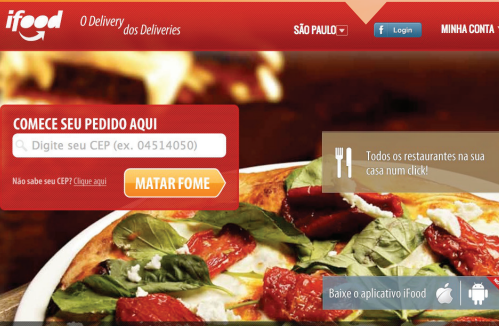 ifood
O Delivery
dos Deliveries
SÃO PAULO
f Login
MINHA CONTA
COMECE SEU PEDIDO AQUI
Digite seu CEP (ex. 04514050)
Não sabe seu CEP? Clique aqui
MATAR FOME
Todos os restaurantes na sua
casa num click!
Baixe o aplicativo iFood